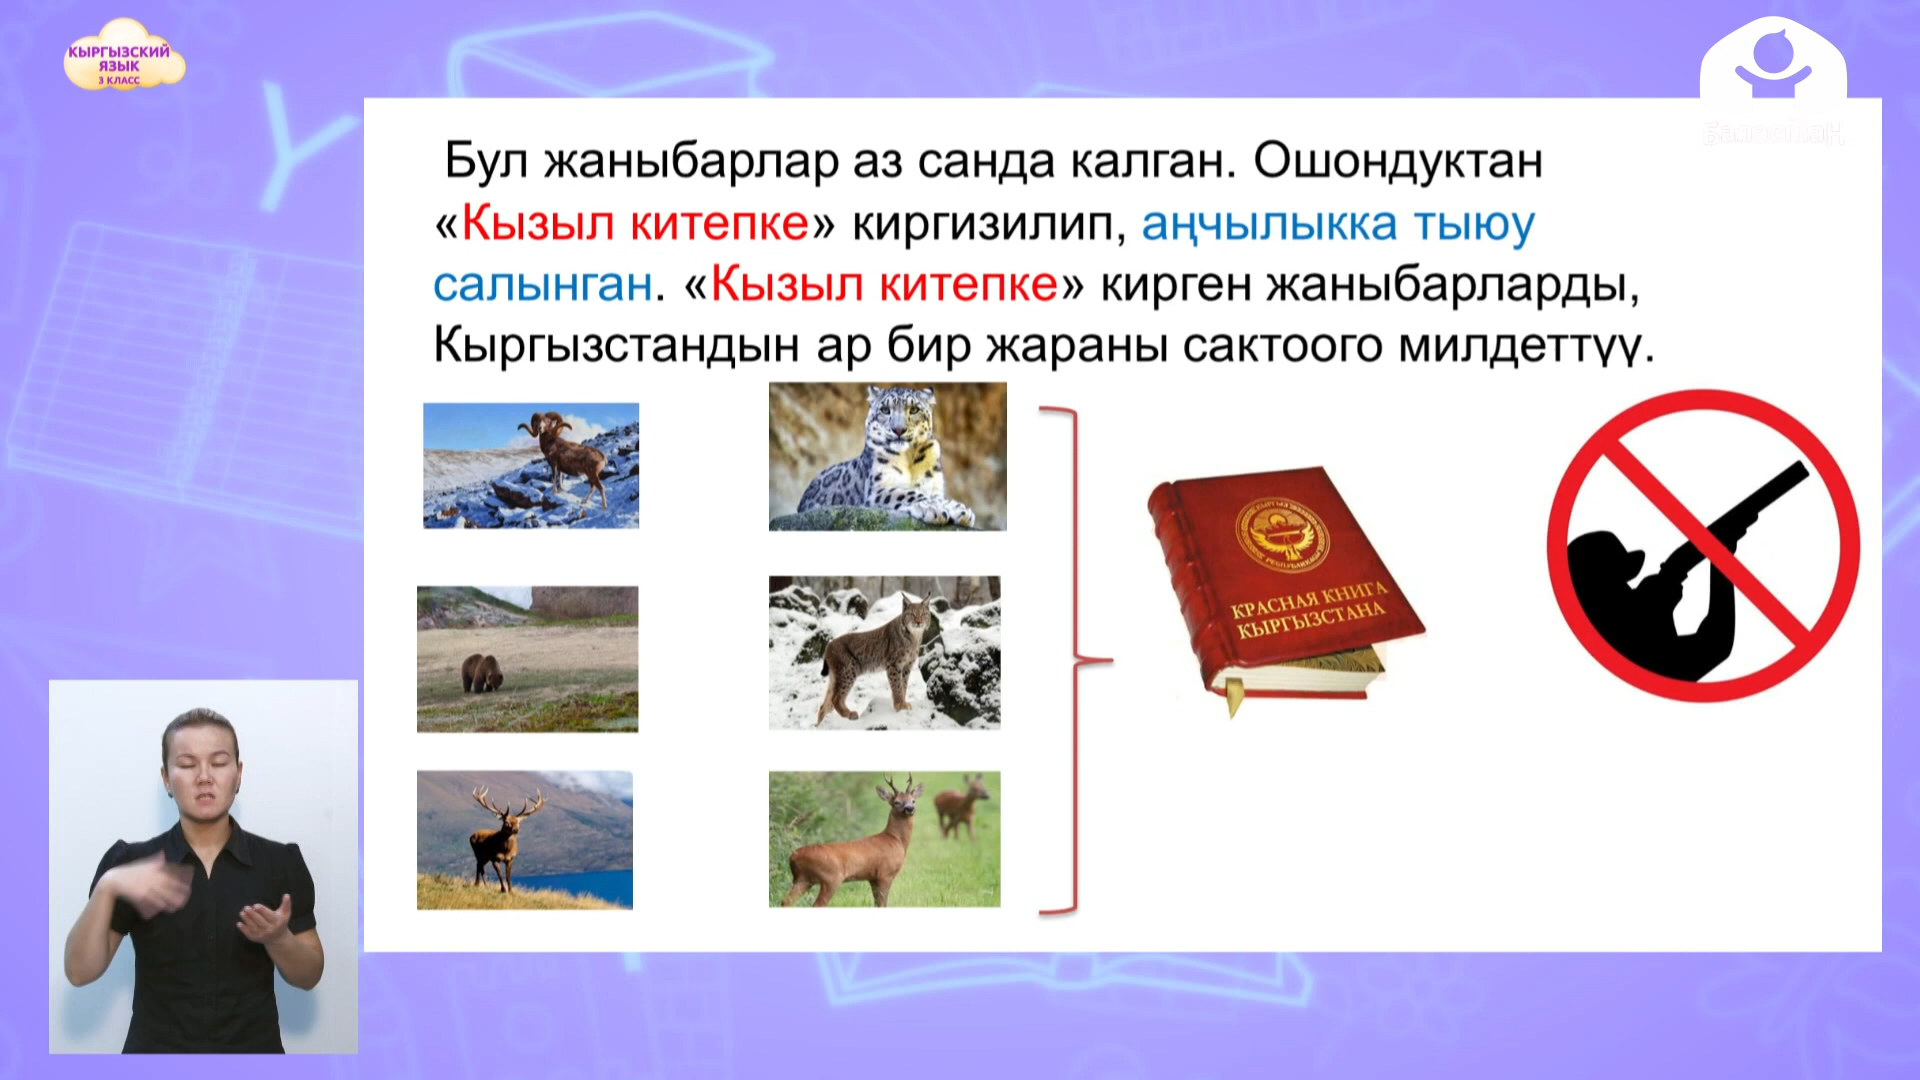 КЫРГЫЗСКИЙ
ЯЗЫК
3 КЛАСС
Бул жаныбарлар аз санда калган. Ошондуктан
«Кызыл китепке» киргизилип, аңчылыкка тыюу
салынган. «Кызыл китепке» кирген жаныбарларды,
Кыргызстандын ар бир жараны сактоого милдеттүү.
КРАСНАЯ КНИГА
КЫРГЫЗСТАНА